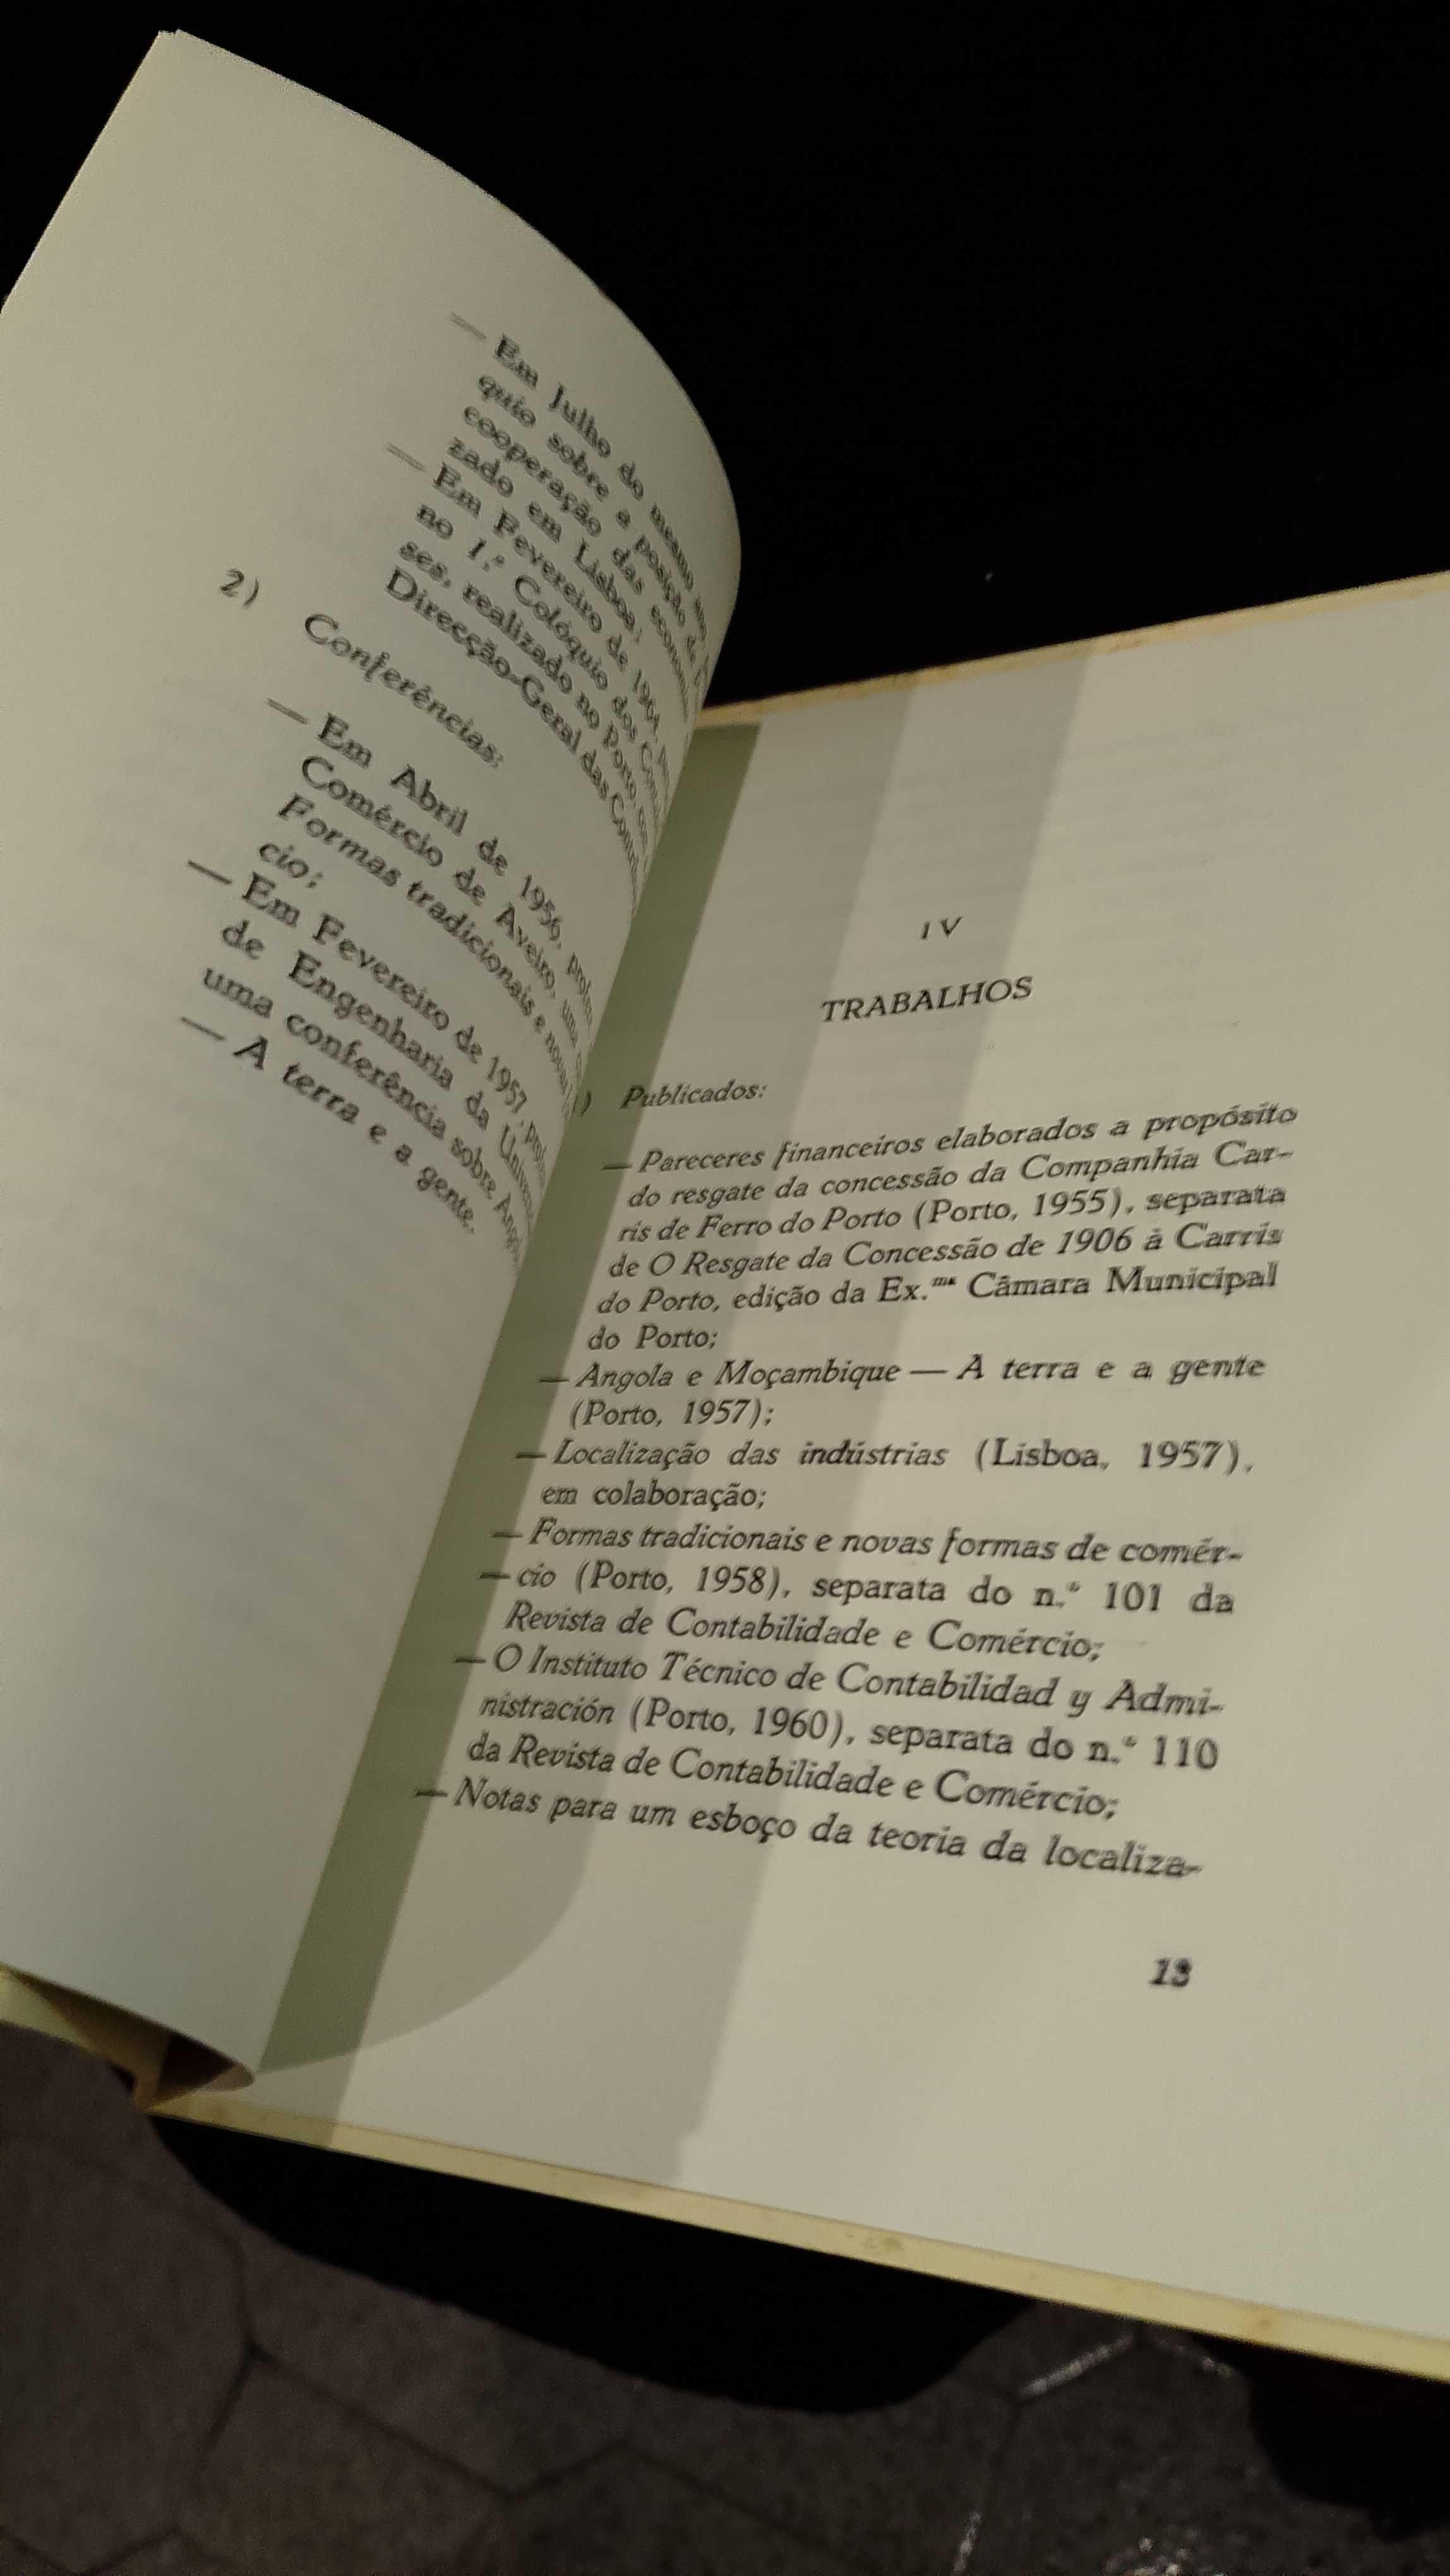 — Em Julho do mesmo
quio sobre a posição
cooperação das economias
zado em Lisboa;
— Em Fevereiro de 1964,
no 1.º Colóquio dos
ses, realizado no Porto,
Direcção-Geral das
2) Conferências:
— Em Abril de 1956,
Comércio de Aveiro, uma
Formas tradicionais e novas
cio;
— Em Fevereiro de 1957,
de Engenharia da
uma conferência sobre
— A terra e a gente.
IV
TRABALHOS
) Publicados:
— Pareceres financeiros elaborados a propósito
do resgate da concessão da Companhia Car-
ris de Ferro do Porto (Porto, 1955), separata
de O Resgate da Concessão de 1906 à Carris
do Porto, edição da Ex.ma Câmara Municipal
do Porto;
— Angola e Moçambique — A terra e a gente
(Porto, 1957);
— Localização das indústrias (Lisboa, 1957),
em colaboração;
— Formas tradicionais e novas formas de comér-
— cio (Porto, 1958), separata do n.º 101 da
Revista de Contabilidade e Comércio;
— O Instituto Técnico de Contabilidad y Admi-
nistración (Porto, 1960), separata do n.º 110
da Revista de Contabilidade e Comércio;
— Notas para um esboço da teoria da localiza-
13